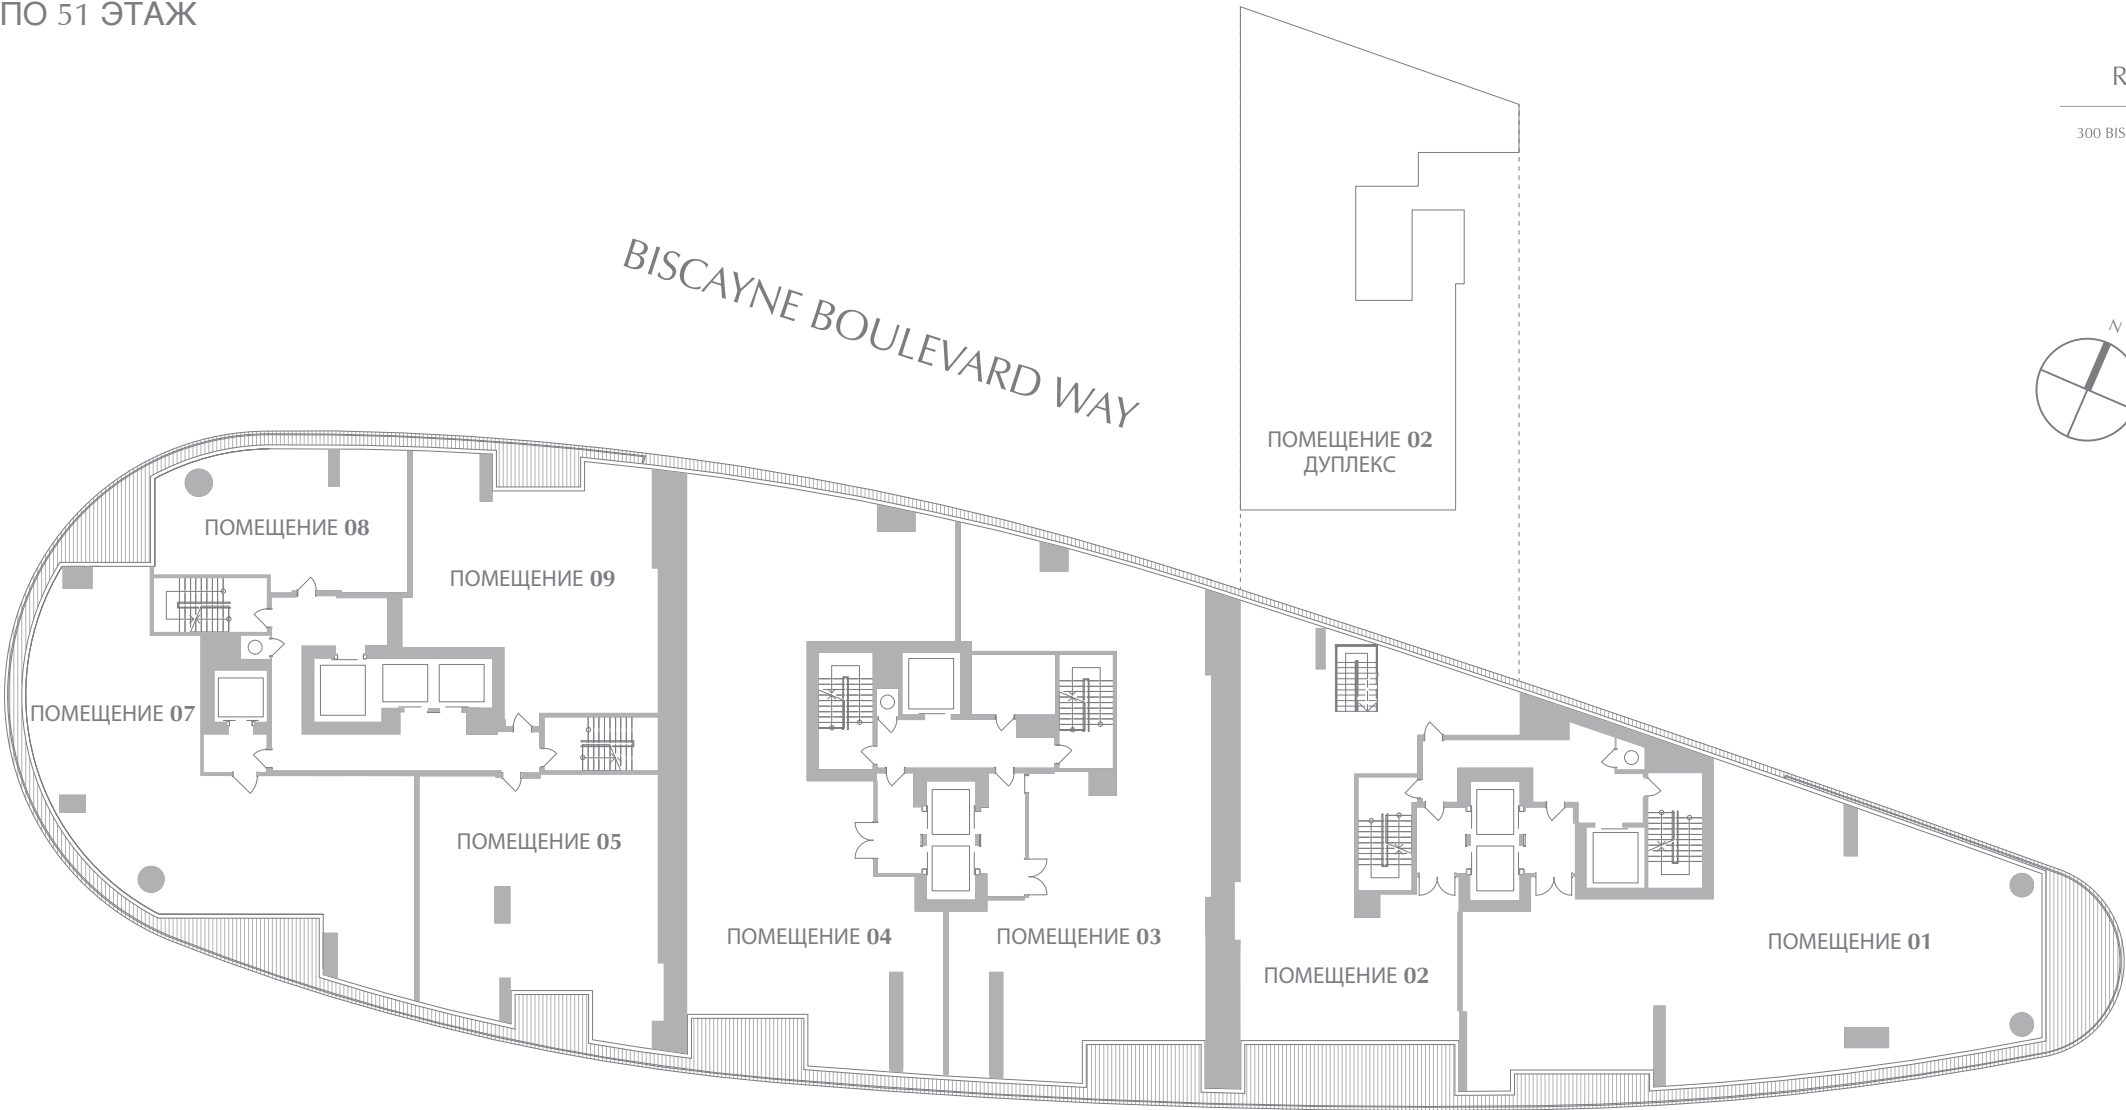 ПО 51 ЭТАЖ
R
300 BIS
BISCAYNE BOULEVARD WAY
N
ПОМЕЩЕНИЕ 02
ДУПЛЕКС
ПОМЕЩЕНИЕ 08
ПОМЕЩЕНИЕ 09
ПОМЕЩЕНИЕ 07
ПОМЕЩЕНИЕ 05
ПОМЕЩЕНИЕ 04
ПОМЕЩЕНИЕ 03
ПОМЕЩЕНИЕ 02
ПОМЕЩЕНИЕ 01